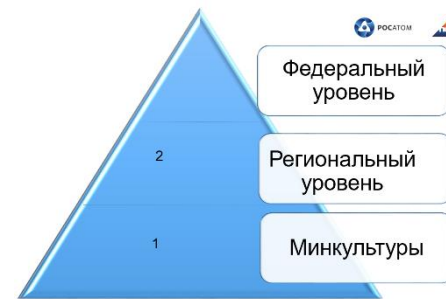 РОСАТОМ
Федеральный
уровень
2
Региональный
уровень
1
Минкультуры